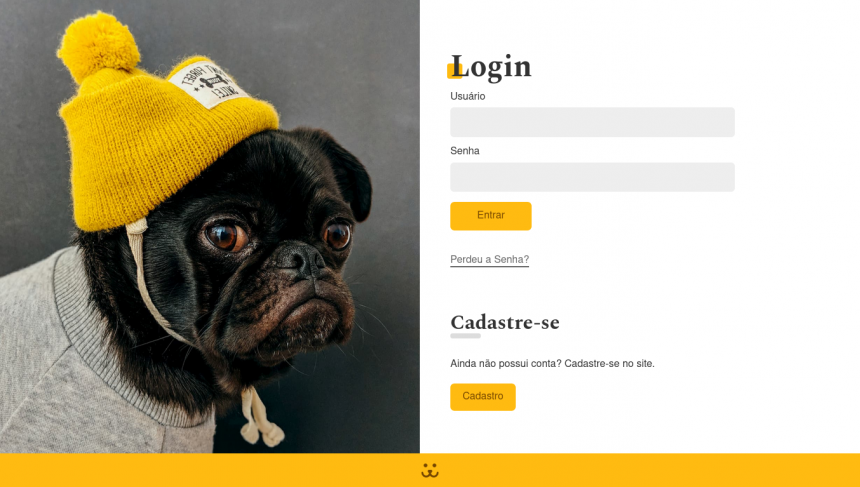 Login
Usuário
Senha
Entrar
Perdeu a Senha?
Cadastre-se
Ainda não possui conta? Cadastre-se no site.
Cadastro